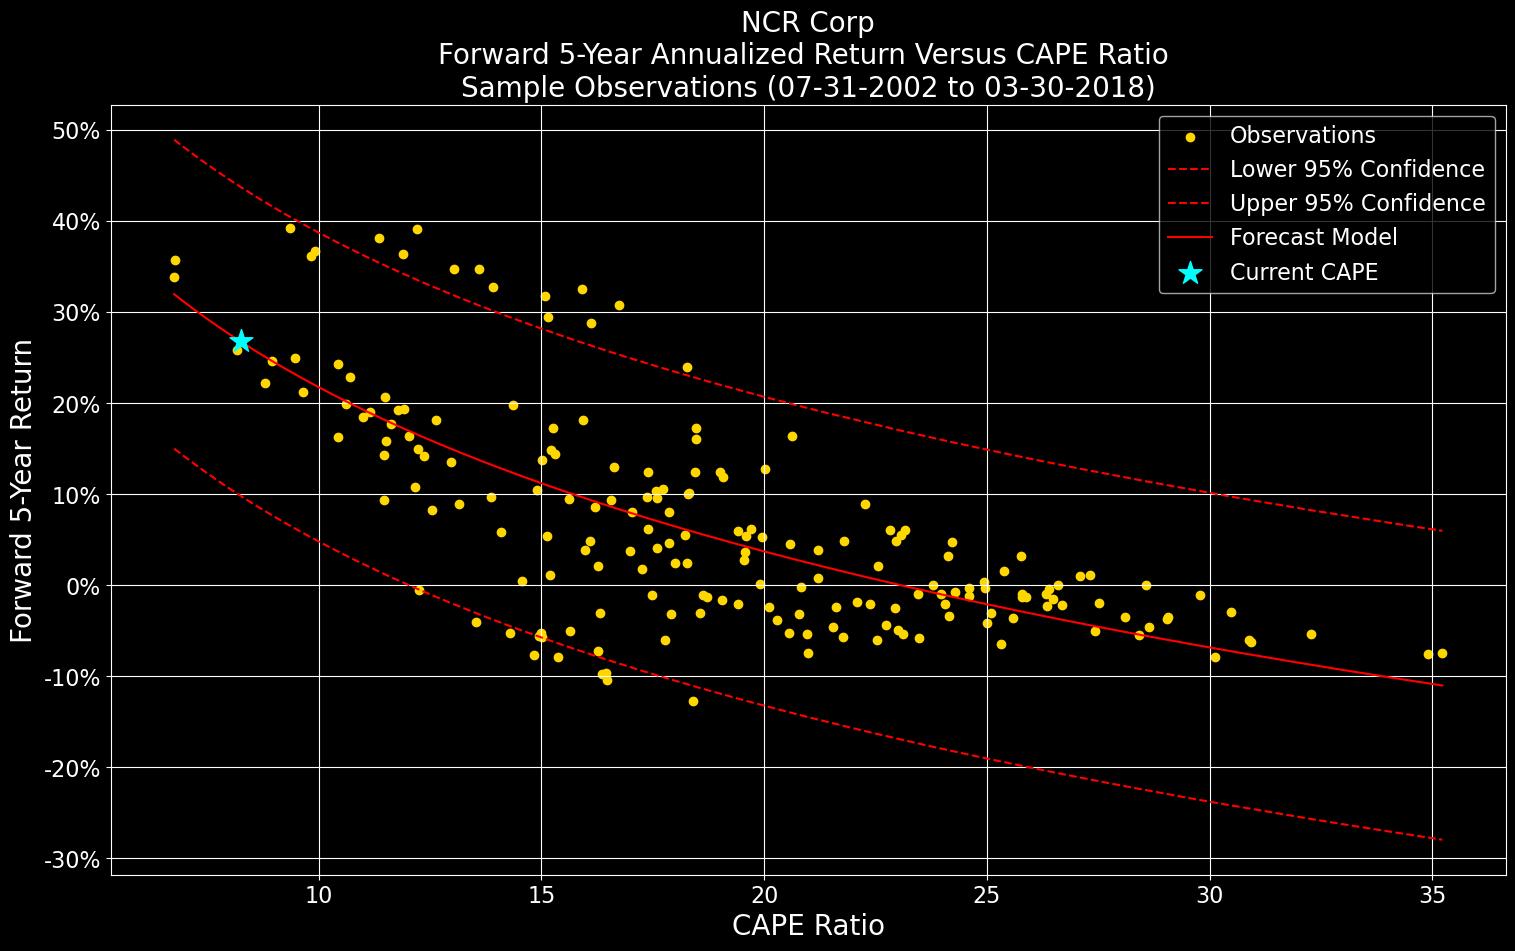 NCR Corp
Forward 5-Year Annualized Return Versus CAPE Ratio
Sample Observations (07-31-2002 to 03-30-2018)
Observations
Lower 95% Confidence
Upper 95% Confidence
Forecast Model
Current CAPE
Forward 5-Year Return
50%
40%
30%
20%
10%
0%
-10%
-20%
-30%
10 15 20 25 30 35
CAPE Ratio